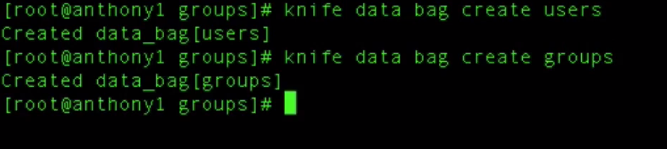 [root@anthony1 groups]# knife data bag create users
Created data_bag[users]
[root@anthony1 groups]# knife data bag create groups
Created data_bag[groups]
[root@anthony1 groups]#